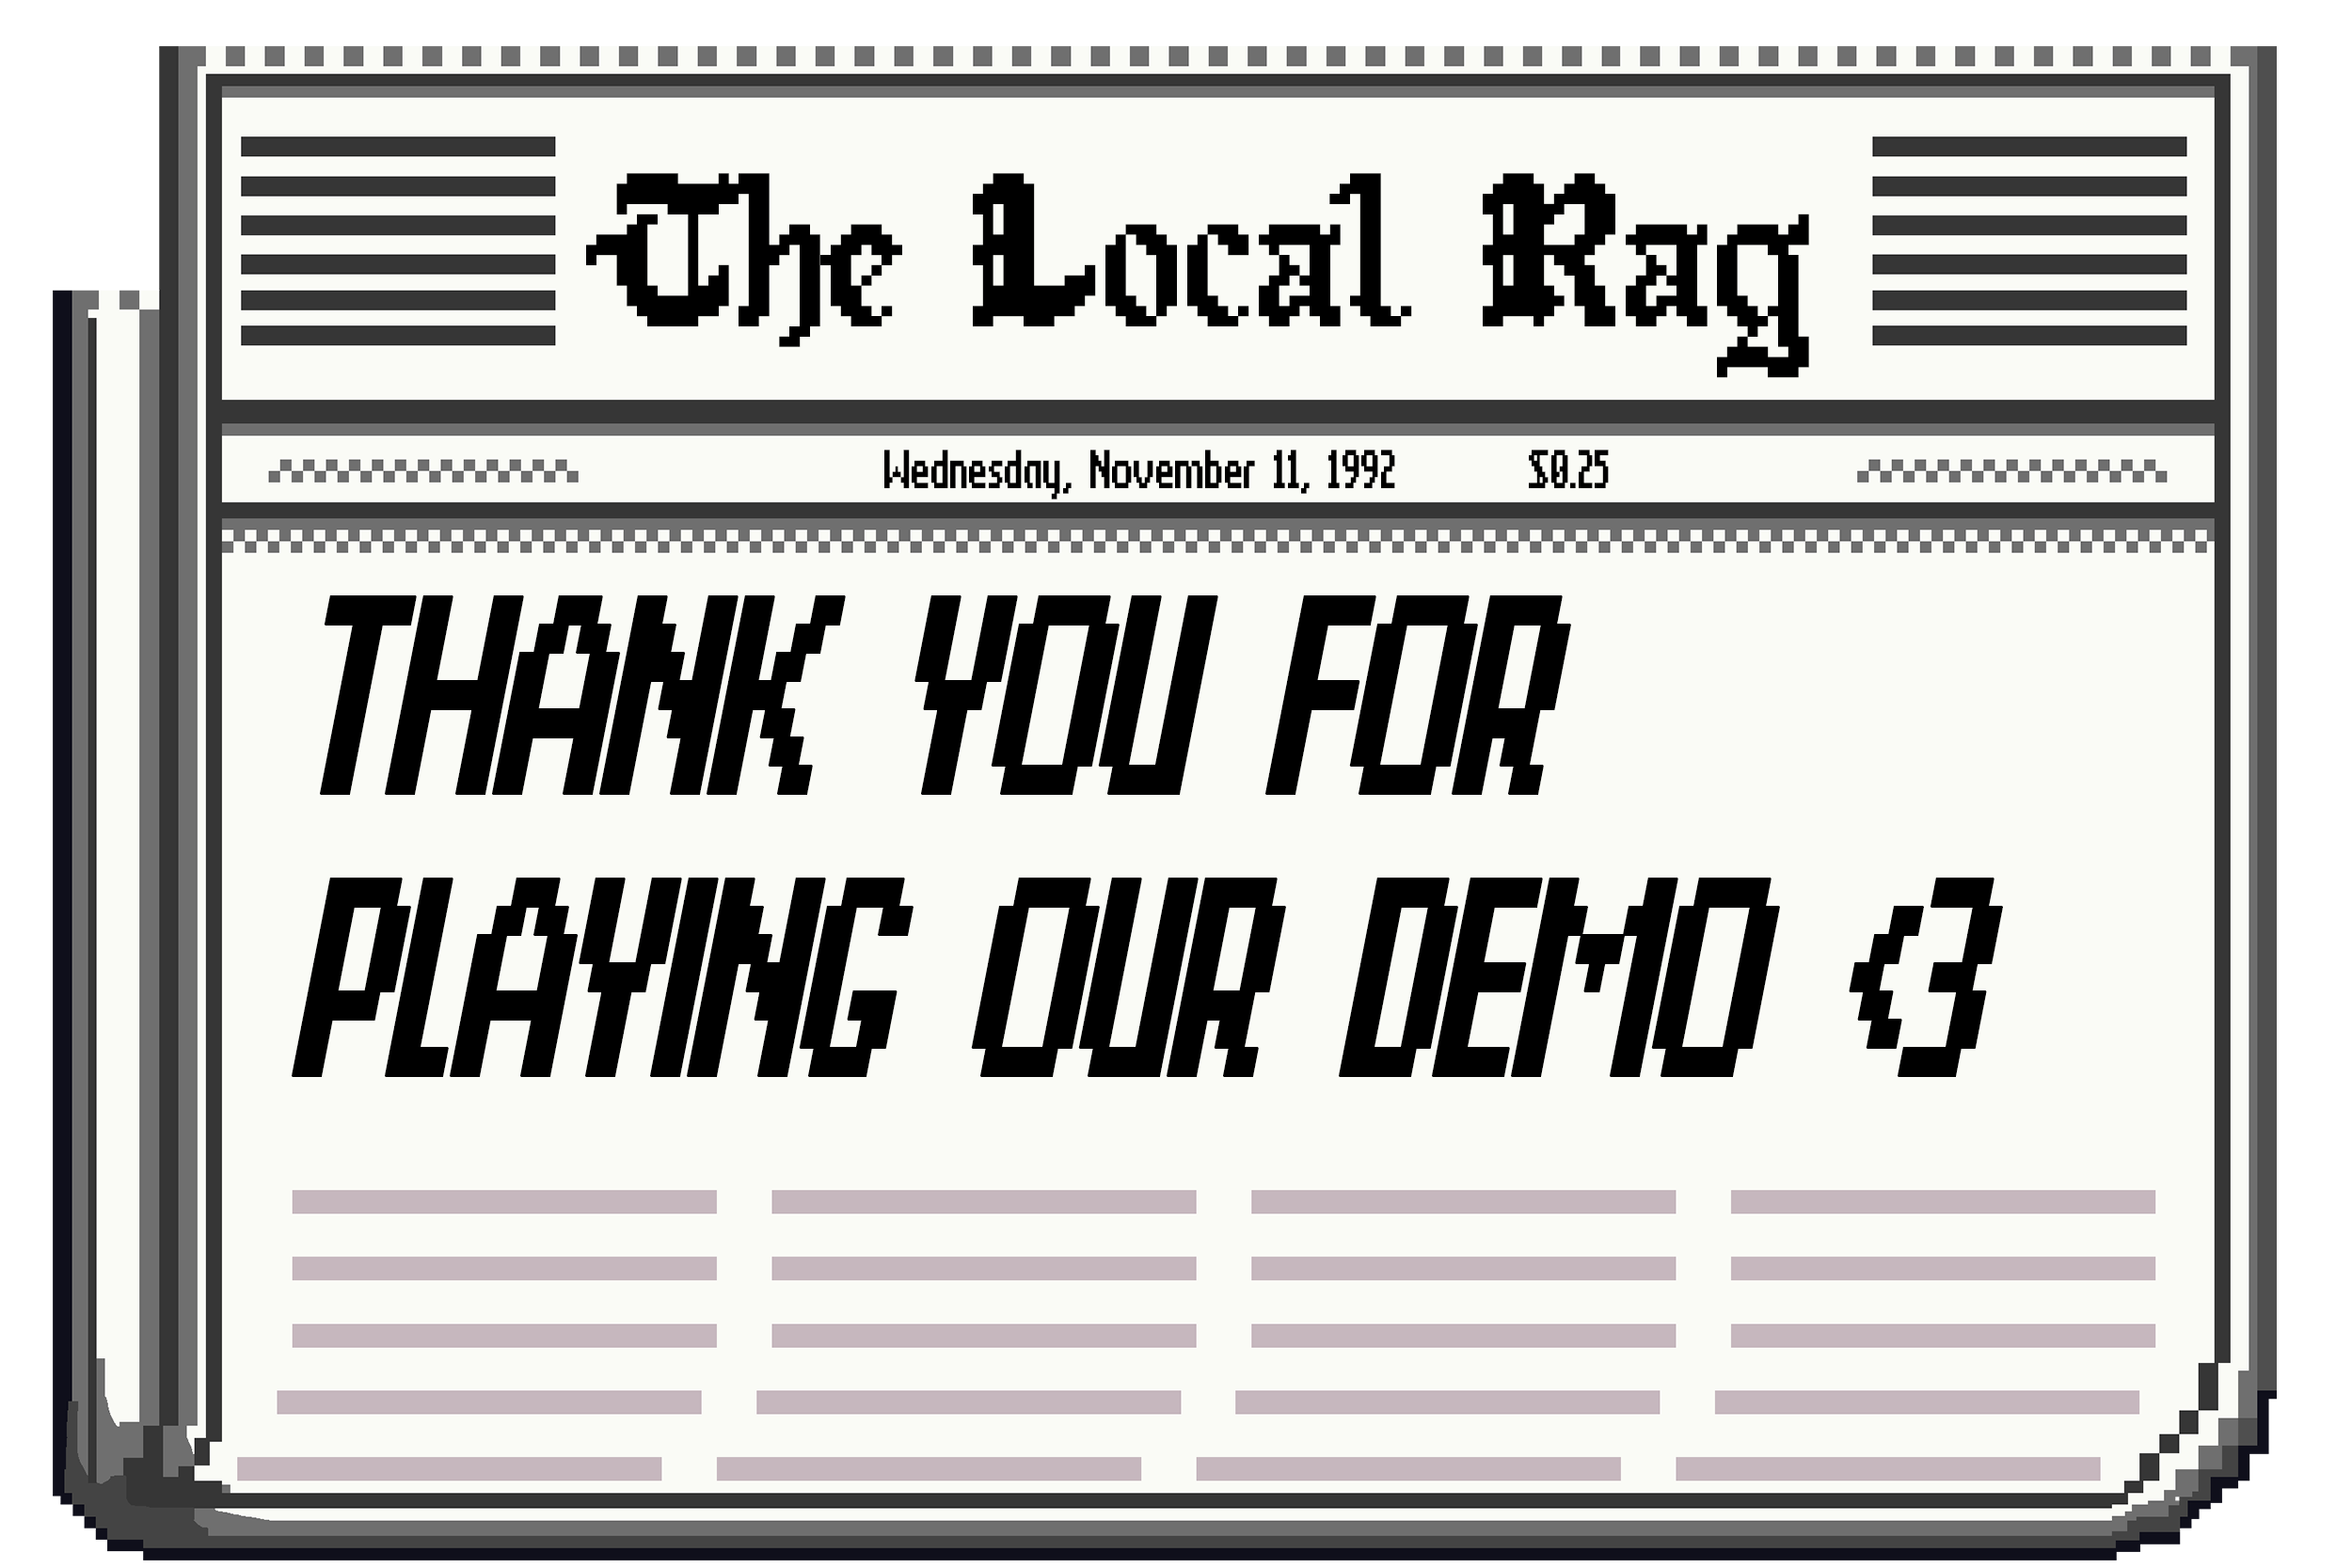 The Local Rag
Wednesday, November 11, 1992 $0.25
THANK YOU FOR
PLAYING OUR DEMO <3